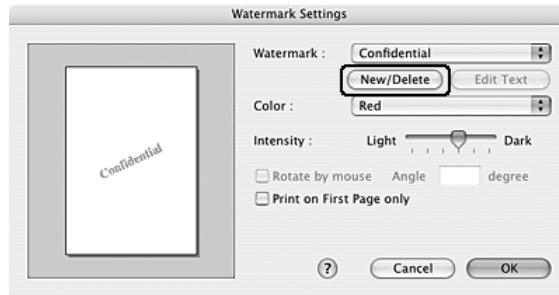 Watermark Settings
Watermark : Confidential
New/Delete Edit Text
Color : Red
Intensity : Light Dark
Confidential
Rotate by mouse Angle degree
Print on First Page only
? Cancel OK